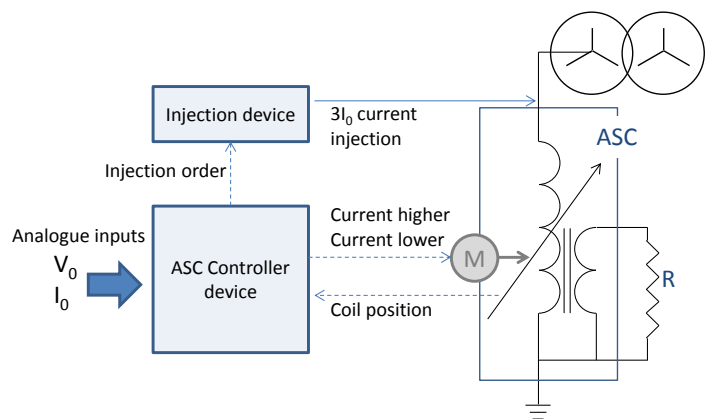 Injection device
3I₀ current
injection
ASC
Injection order
Analogue inputs
V₀
I₀
ASC Controller
device
Current higher
Current lower
M
Coil position
R